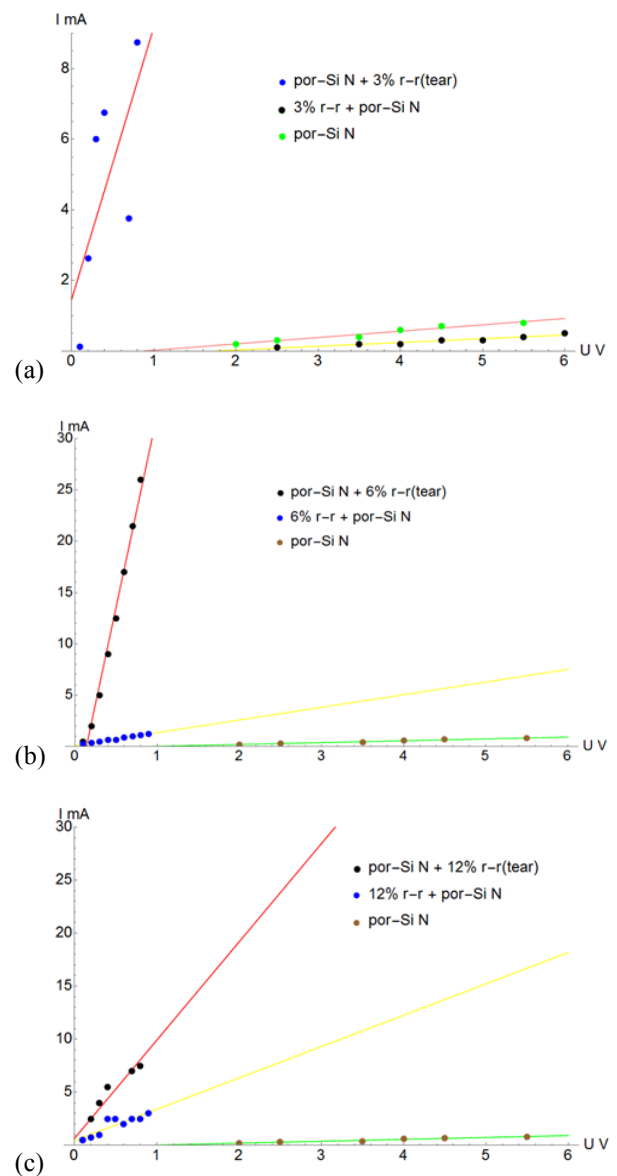 I mA
8
6
4
2
0
1
2
3
4
5
6
U V
por−Si N + 3% r−r(tear)
3% r−r + por−Si N
por−Si N
(a)
I mA
30
25
20
15
10
5
0
1
2
3
4
5
6
U V
por−Si N + 6% r−r(tear)
6% r−r + por−Si N
por−Si N
(b)
I mA
30
25
20
15
10
5
0
1
2
3
4
5
6
U V
por−Si N + 12% r−r(tear)
12% r−r + por−Si N
por−Si N
(c)